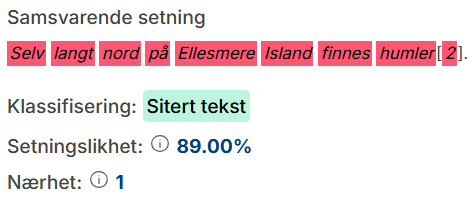 Samsvarende setning
Selv langt nord på Ellesmere Island finnes humler[2].
Klassifisering: Sitert tekst
Setningslikhet: ⓘ 89.00%
Nærhet: ⓘ 1